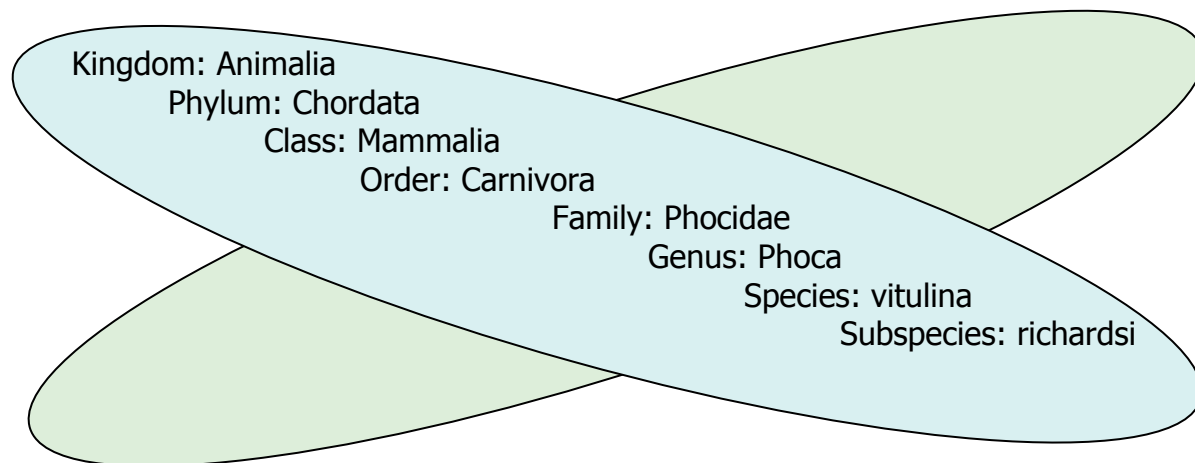 Kingdom: Animalia
Phylum: Chordata
Class: Mammalia
Order: Carnivora
Family: Phocidae
Genus: Phoca
Species: vitulina
Subspecies: richardsi